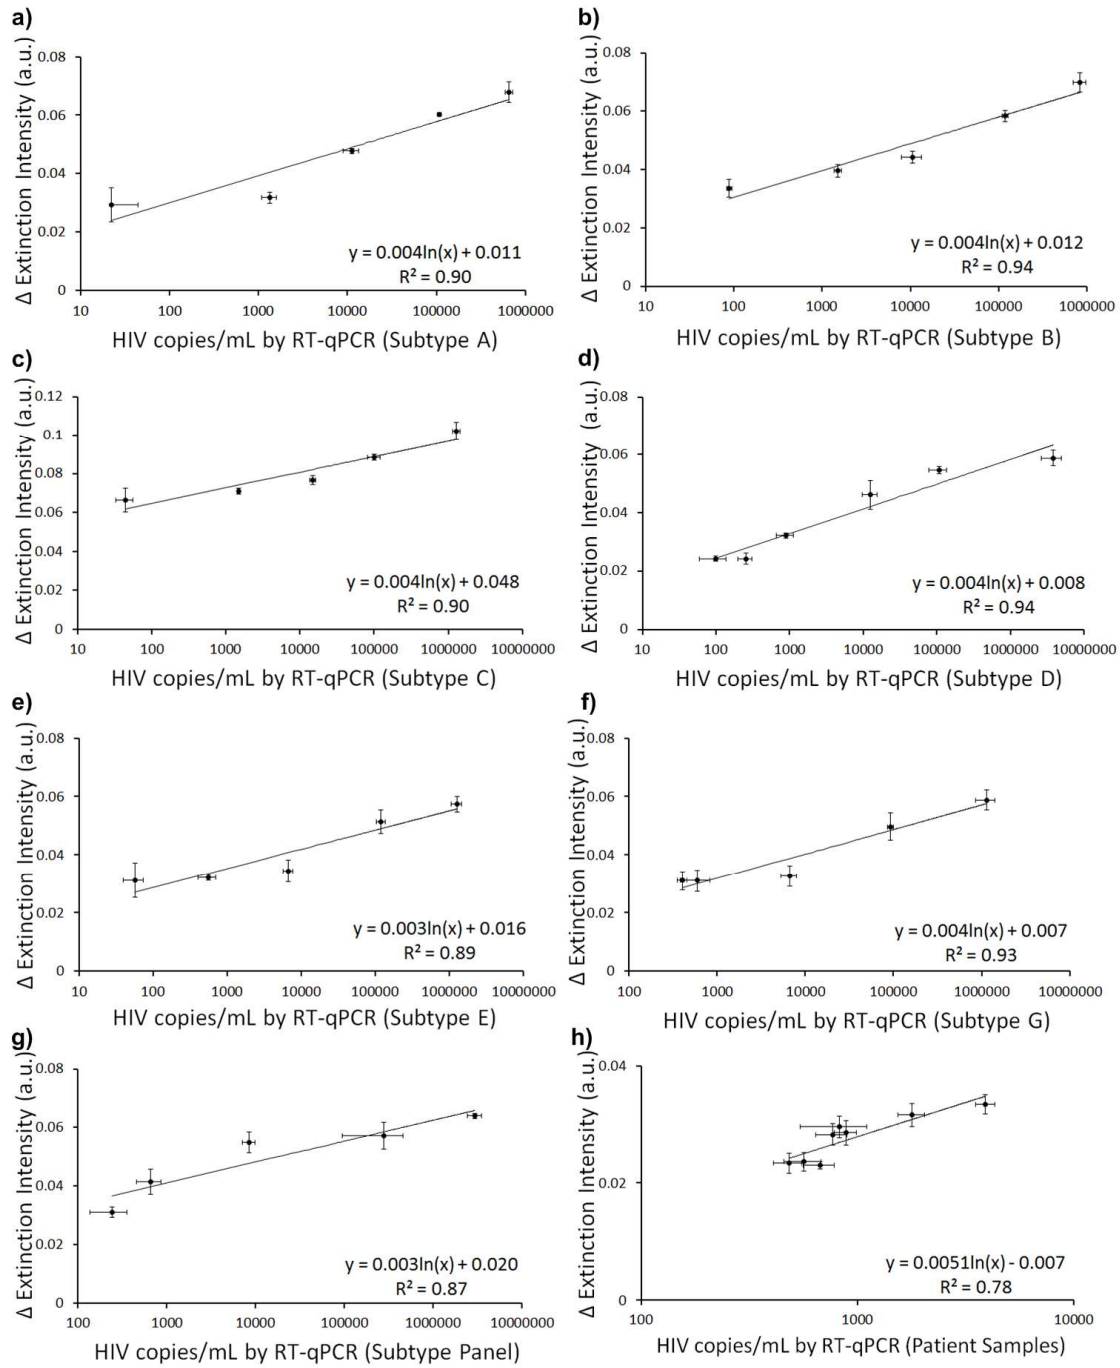 a)
Δ Extinction Intensity (a.u.)
0.08
0.06
0.04
0.02
0
y = 0.004ln(x) + 0.011
R² = 0.90
10 100 1000 10000 100000 1000000
HIV copies/mL by RT-qPCR (Subtype A)
b)
Δ Extinction Intensity (a.u.)
0.08
0.06
0.04
0.02
0
y = 0.004ln(x) + 0.012
R² = 0.94
10 100 1000 10000 100000 1000000
HIV copies/mL by RT-qPCR (Subtype B)
c)
Δ Extinction Intensity (a.u.)
0.12
0.1
0.08
0.06
0.04
0.02
0
y = 0.004ln(x) + 0.048
R² = 0.90
10 100 1000 10000 100000 1000000 10000000
HIV copies/mL by RT-qPCR (Subtype C)
d)
Δ Extinction Intensity (a.u.)
0.08
0.06
0.04
0.02
0
y = 0.004ln(x) + 0.008
R² = 0.94
10 100 1000 10000 100000 1000000 10000000
HIV copies/mL by RT-qPCR (Subtype D)
e)
Δ Extinction Intensity (a.u.)
0.08
0.06
0.04
0.02
0
y = 0.003ln(x) + 0.016
R² = 0.89
10 100 1000 10000 100000 1000000 10000000
HIV copies/mL by RT-qPCR (Subtype E)
f)
Δ Extinction Intensity (a.u.)
0.08
0.06
0.04
0.02
0
y = 0.004ln(x) + 0.007
R² = 0.93
100 1000 10000 100000 1000000 10000000
HIV copies/mL by RT-qPCR (Subtype G)
g)
Δ Extinction Intensity (a.u.)
0.08
0.06
0.04
0.02
0
y = 0.003ln(x) + 0.020
R² = 0.87
100 1000 10000 100000 1000000 10000000
HIV copies/mL by RT-qPCR (Subtype Panel)
h)
Δ Extinction Intensity (a.u.)
0.04
0.02
0
y = 0.0051ln(x) - 0.007
R² = 0.78
100 1000 10000
HIV copies/mL by RT-qPCR (Patient Samples)